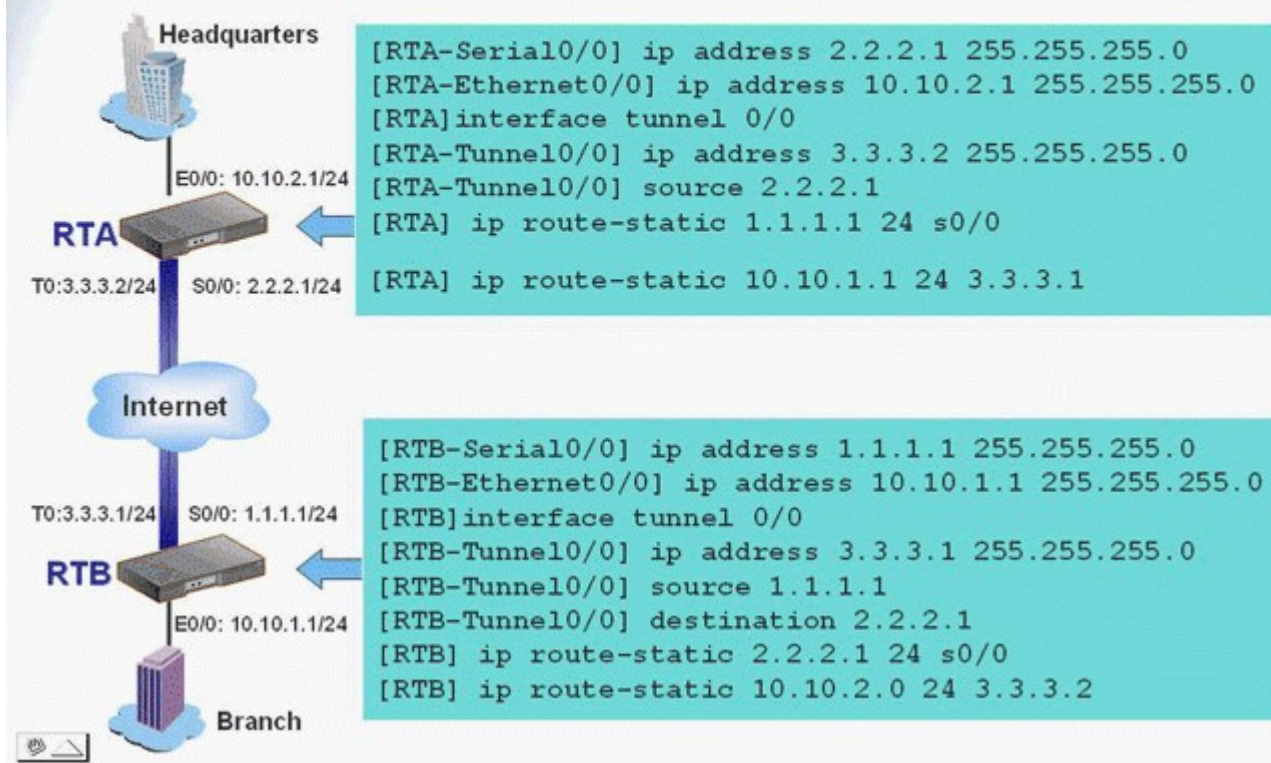 Headquarters
[RTA-Serial0/0] ip address 2.2.2.1 255.255.255.0
[RTA-Ethernet0/0] ip address 10.10.2.1 255.255.255.0
[RTA]interface tunnel 0/0
[RTA-Tunnel0/0] ip address 3.3.3.2 255.255.255.0
[RTA-Tunnel0/0] source 2.2.2.1
[RTA] ip route-static 1.1.1.1 24 s0/0
[RTA] ip route-static 10.10.1.1 24 3.3.3.1
E0/0: 10.10.2.1/24
RTA
T0:3.3.3.2/24
S0/0: 2.2.2.1/24
Internet
[RTB-Serial0/0] ip address 1.1.1.1 255.255.255.0
[RTB-Ethernet0/0] ip address 10.10.1.1 255.255.255.0
[RTB]interface tunnel 0/0
[RTB-Tunnel0/0] ip address 3.3.3.1 255.255.255.0
[RTB-Tunnel0/0] source 1.1.1.1
[RTB-Tunnel0/0] destination 2.2.2.1
[RTB] ip route-static 2.2.2.1 24 s0/0
[RTB] ip route-static 10.10.2.0 24 3.3.3.2
T0:3.3.3.1/24
S0/0: 1.1.1.1/24
RTB
E0/0: 10.10.1.1/24
Branch